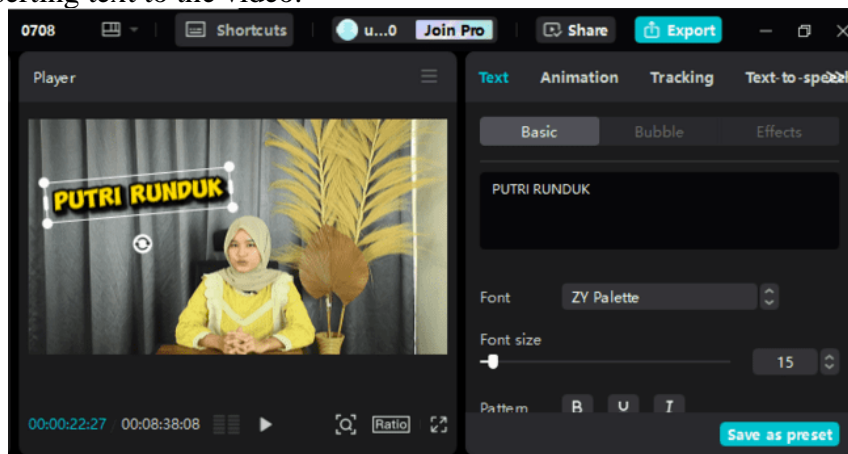 serting text to the video.
0708
Shortcuts
u...0
Join Pro
Share
Export
Player
Text
Animation
Tracking
Text-to-speech
Basic
Bubble
Effects
PUTRI RUNDUK
PUTRI RUNDUK
Font
ZY Palette
Font size
15
Pattern
B U I
00:00:22:27 / 00:08:38:08
Ratio
Save as preset